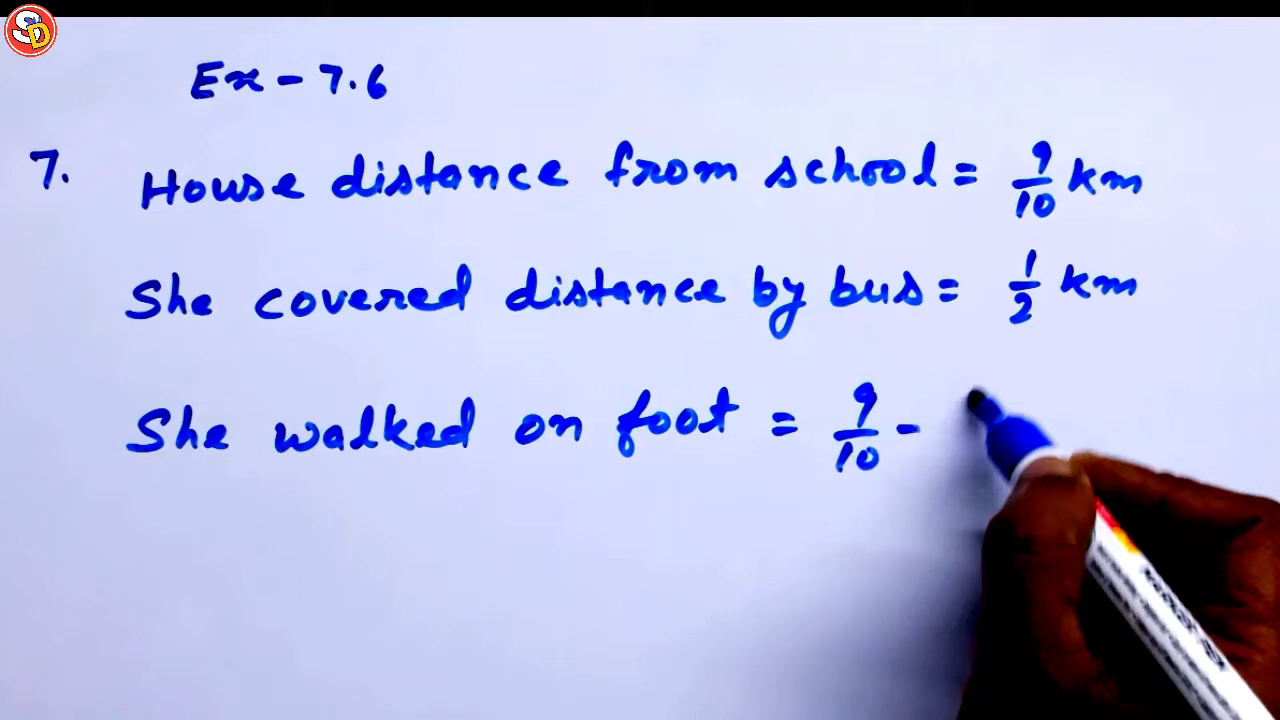 Ex - 7.6
7. House distance from school = 9/10 km
She covered distance by bus = 1/2 km
She walked on foot = 9/10 -